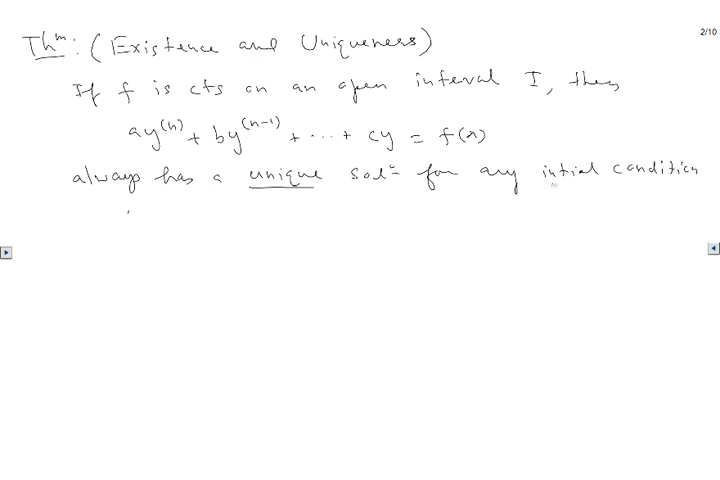 2/10
Thᵐ: (Existence and Uniqueness)
If f is cts on an open interval I, then
ay⁽ⁿ⁾ + by⁽ⁿ⁻¹⁾ + ... + cy = f(x)
always has a unique solⁿ for any intial condition